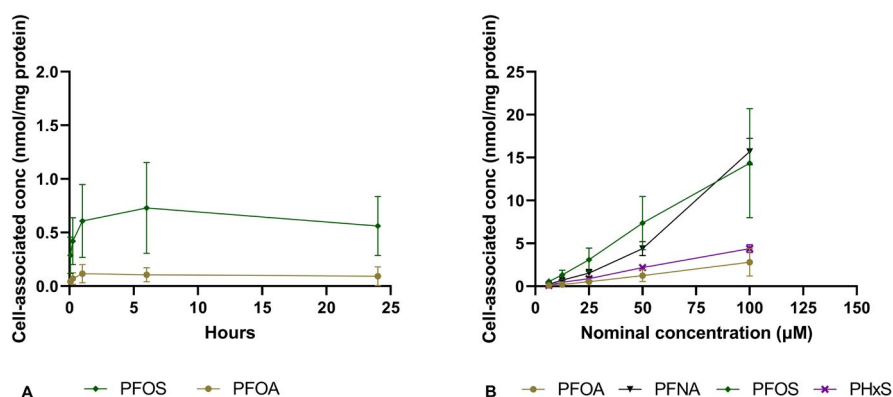 Cell-associated conc (nmol/mg protein)
2.0
1.5
1.0
0.5
0.0
0 5 10 15 20 25
Hours
A PFOS PFOA
Cell-associated conc (nmol/mg protein)
25
20
15
10
5
0
0 25 50 75 100 125 150
Nominal concentration (µM)
B PFOA PFNA PFOS PHxS